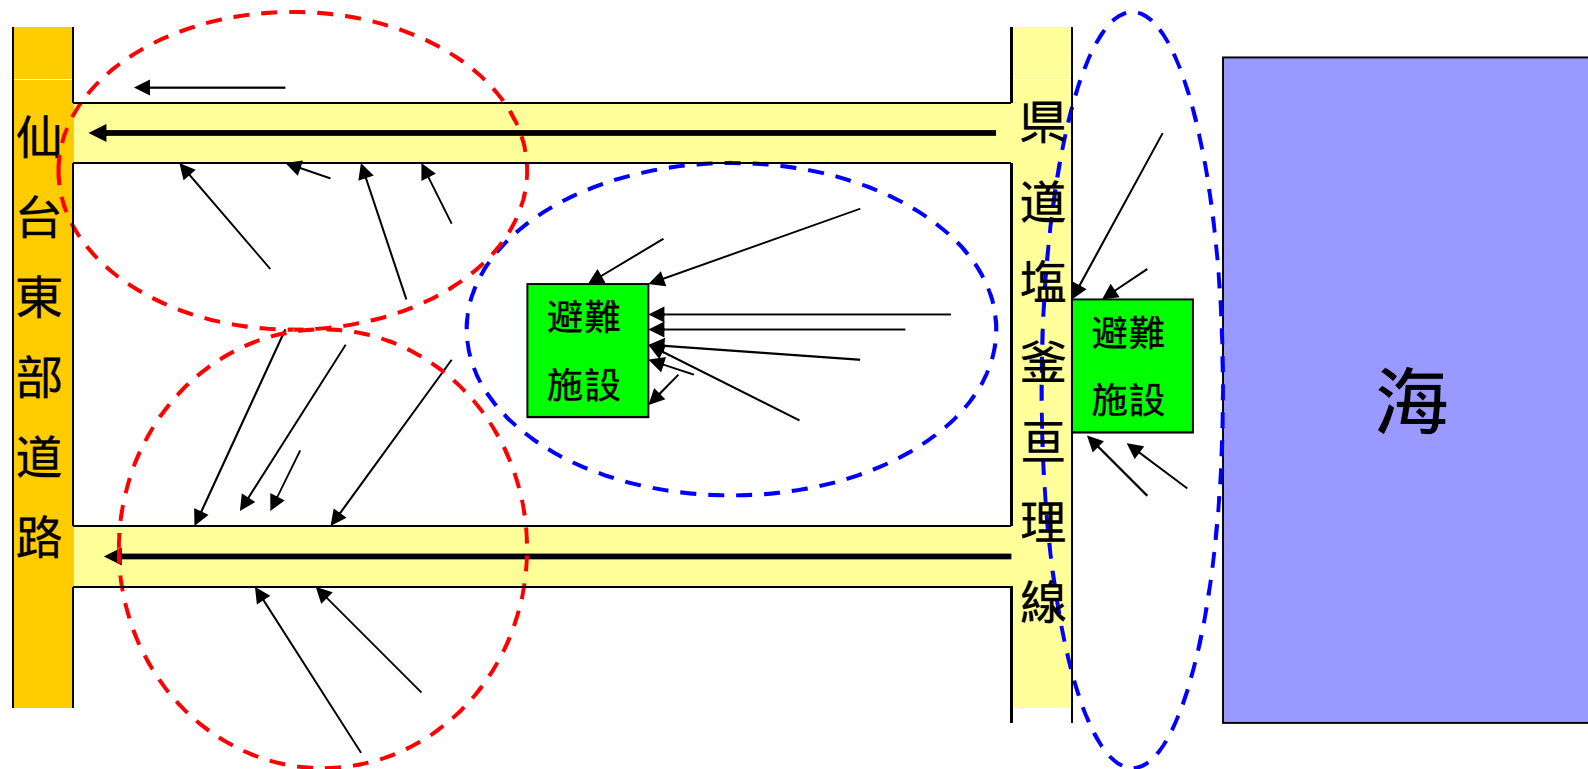 仙台東部道路
避難
施設
県道塩釜亘理線
避難
施設
海